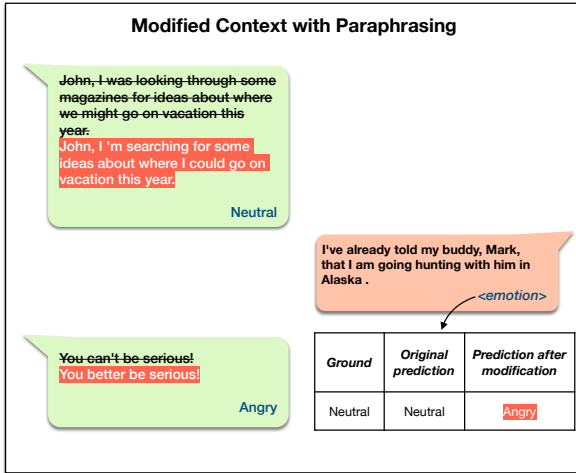 Modified Context with Paraphrasing
John, I was looking through some
magazines for ideas about where
we might go on vacation this
year.
John, I 'm searching for some
ideas about where I could go on
vacation this year.
Neutral
I've already told my buddy, Mark,
that I am going hunting with him in
Alaska .
<emotion>
You can't be serious!
You better be serious!
Angry
Ground
Original
prediction
Prediction after
modification
Neutral
Neutral
Angry